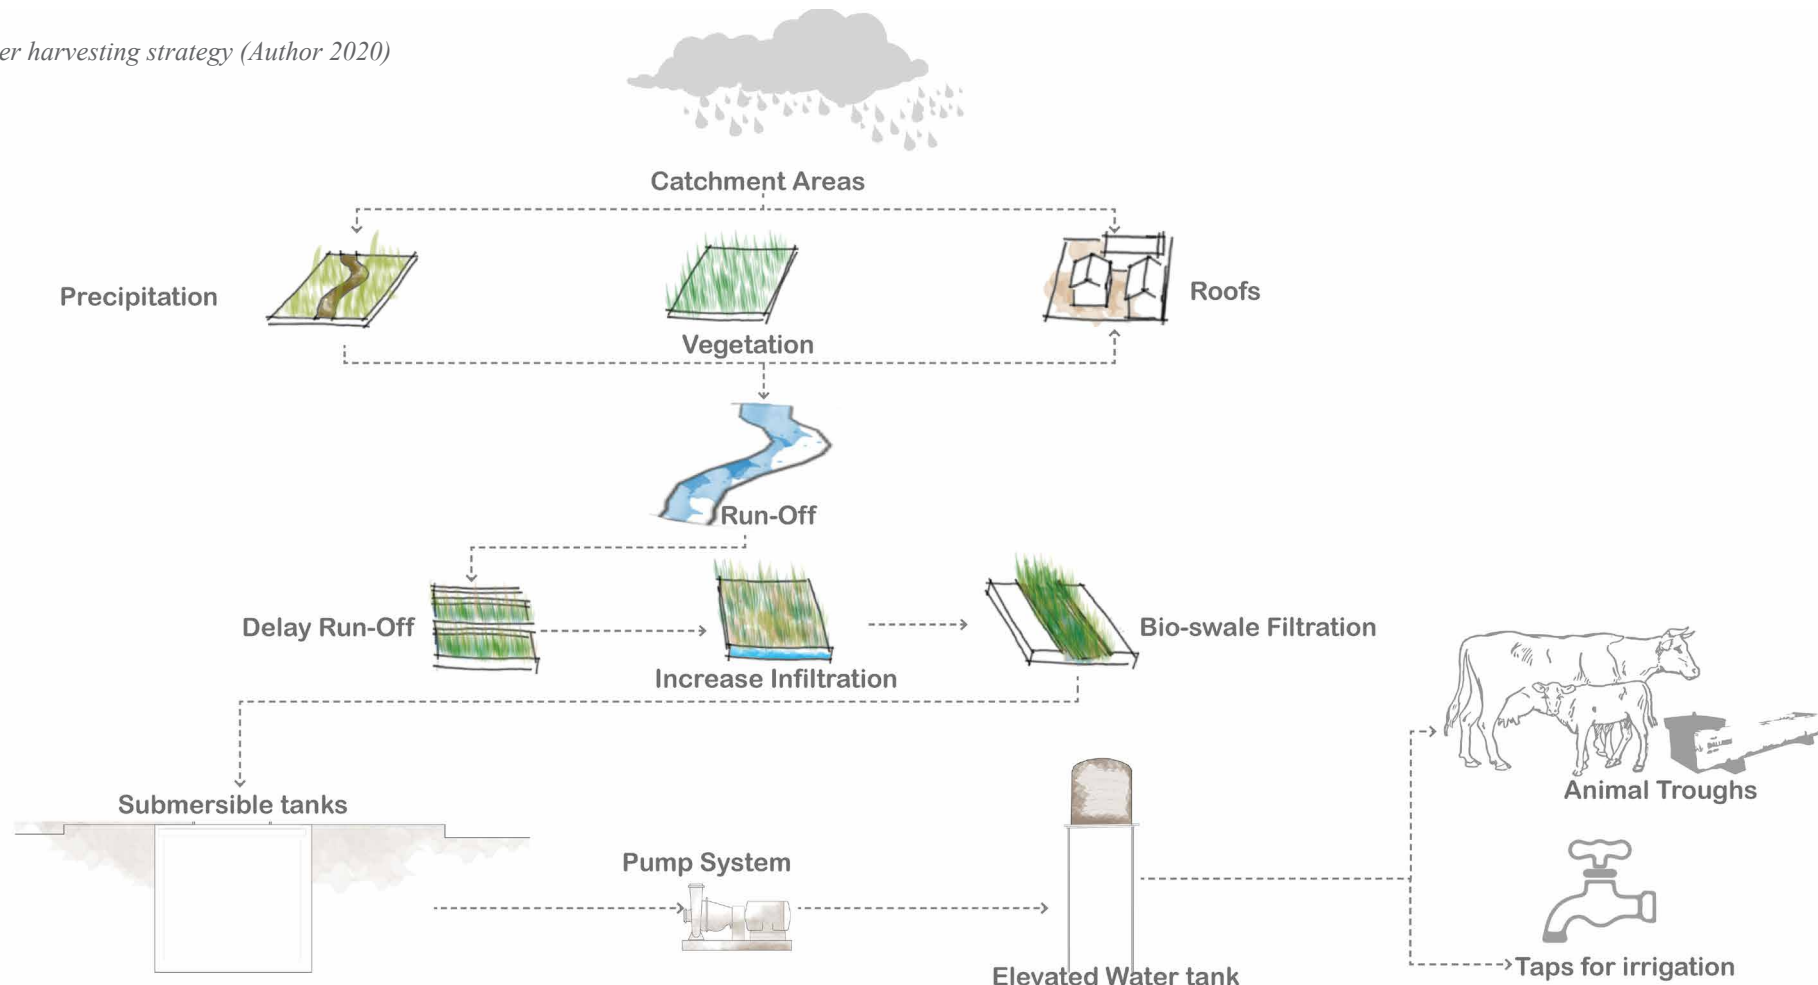 er harvesting strategy (Author 2020)
Catchment Areas
Precipitation
Roofs
Vegetation
Run-Off
Delay Run-Off
Bio-swale Filtration
Increase Infiltration
Submersible tanks
Animal Troughs
Pump System
Elevated Water tank
Taps for irrigation